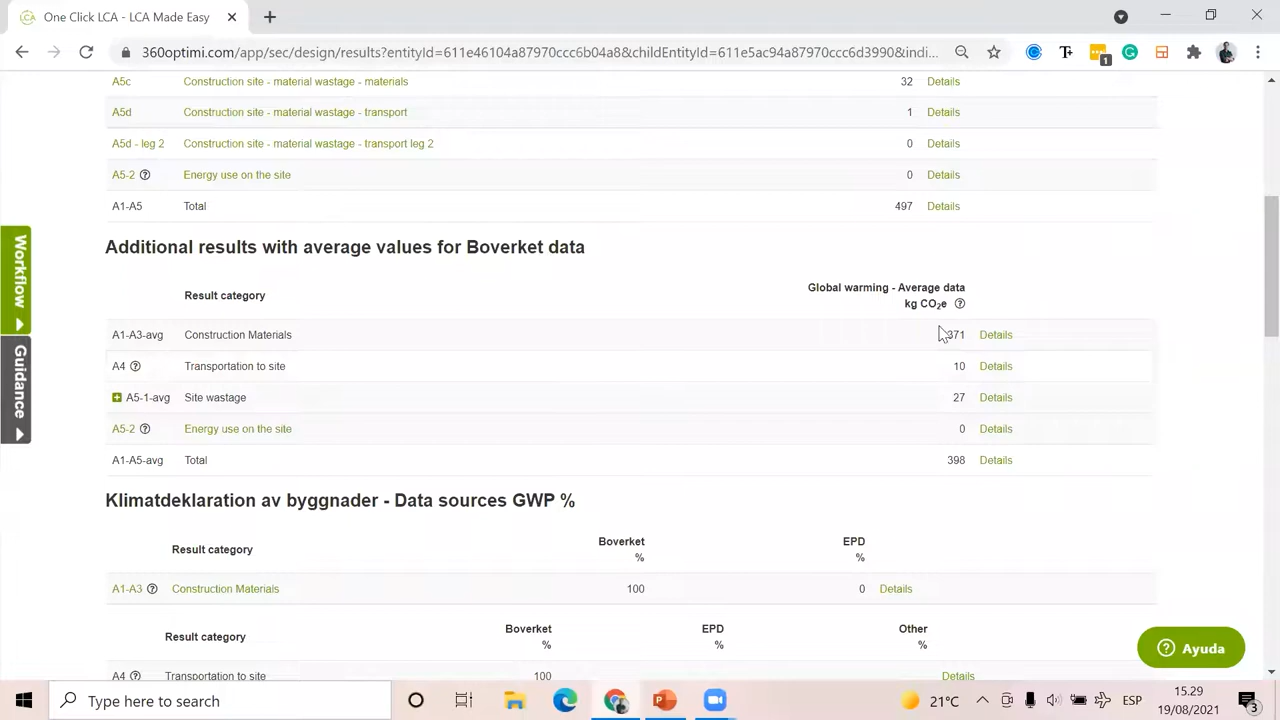 One Click LCA - LCA Made Easy
360optimi.com/app/sec/design/results?entityId=611e46104a87970ccc6b04a8&childEntityId=611e5ac94a87970ccc6d3990&indi...
1
A5c Construction site - material wastage - materials 32 Details
A5d Construction site - material wastage - transport 1 Details
A5d - leg 2 Construction site - material wastage - transport leg 2 0 Details
A5-2 Energy use on the site 0 Details
A1-A5 Total 497 Details
Workflow
Guidance
Additional results with average values for Boverket data
Result category Global warming - Average data
kg CO2e
A1-A3-avg Construction Materials 371 Details
A4 Transportation to site 10 Details
A5-1-avg Site wastage 27 Details
A5-2 Energy use on the site 0 Details
A1-A5-avg Total 398 Details
Klimatdeklaration av byggnader - Data sources GWP %
Result category Boverket EPD
% %
A1-A3 Construction Materials 100 0 Details
Result category Boverket EPD Other
% % %
A4 Transportation to site 100 Details
Ayuda
Type here to search
21°C
ESP
15.29
19/08/2021
3